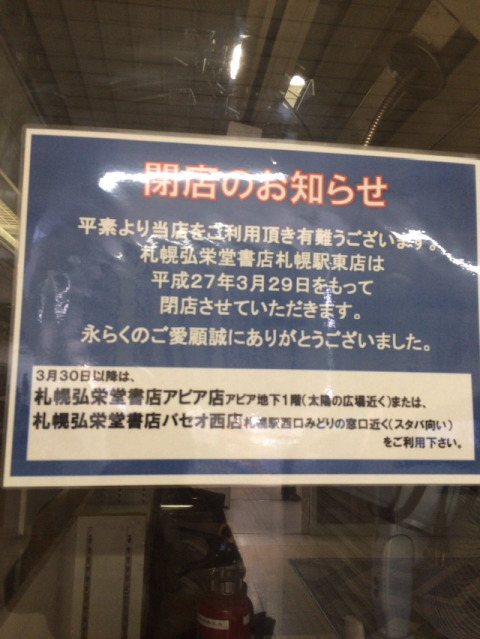 閉店のお知らせ
平素より当店をご利用頂き有難うございます。
札幌弘栄堂書店札幌駅東店は
平成27年3月29日をもって
閉店させていただきます。
永らくのご愛顧誠にありがとうございました。
3月30日以降は、
札幌弘栄堂書店アピア店アピア地下1階(太陽の広場近く)または、
札幌弘栄堂書店パセオ西店札幌駅西口みどりの窓口近く(スタバ向い)
をご利用下さい。